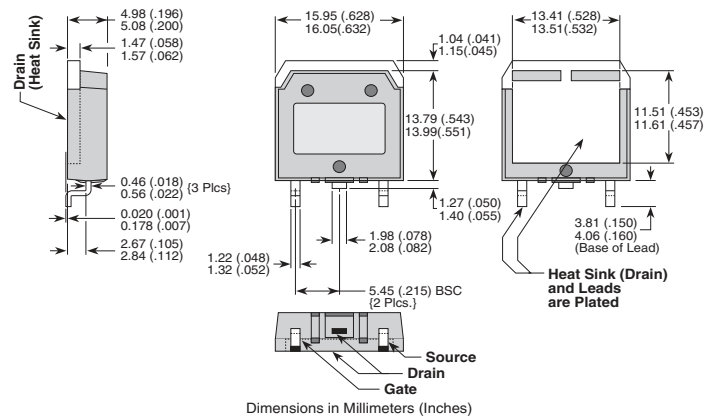 4.98 (.196)
5.08 (.200)
1.47 (.058)
1.57 (.062)
Drain
(Heat Sink)
0.46 (.018)
0.56 (.022) {3 Plcs}
0.020 (.001)
0.178 (.007)
2.67 (.105)
2.84 (.112)
15.95 (.628)
16.05(.632)
1.04 (.041)
1.15(.045)
13.79 (.543)
13.99(.551)
1.27 (.050)
1.40 (.055)
1.98 (.078)
2.08 (.082)
1.22 (.048)
1.32 (.052)
5.45 (.215) BSC
{2 Plcs.}
13.41 (.528)
13.51(.532)
11.51 (.453)
11.61 (.457)
3.81 (.150)
4.06 (.160)
(Base of Lead)
Heat Sink (Drain)
and Leads
are Plated
Source
Drain
Gate
Dimensions in Millimeters (Inches)